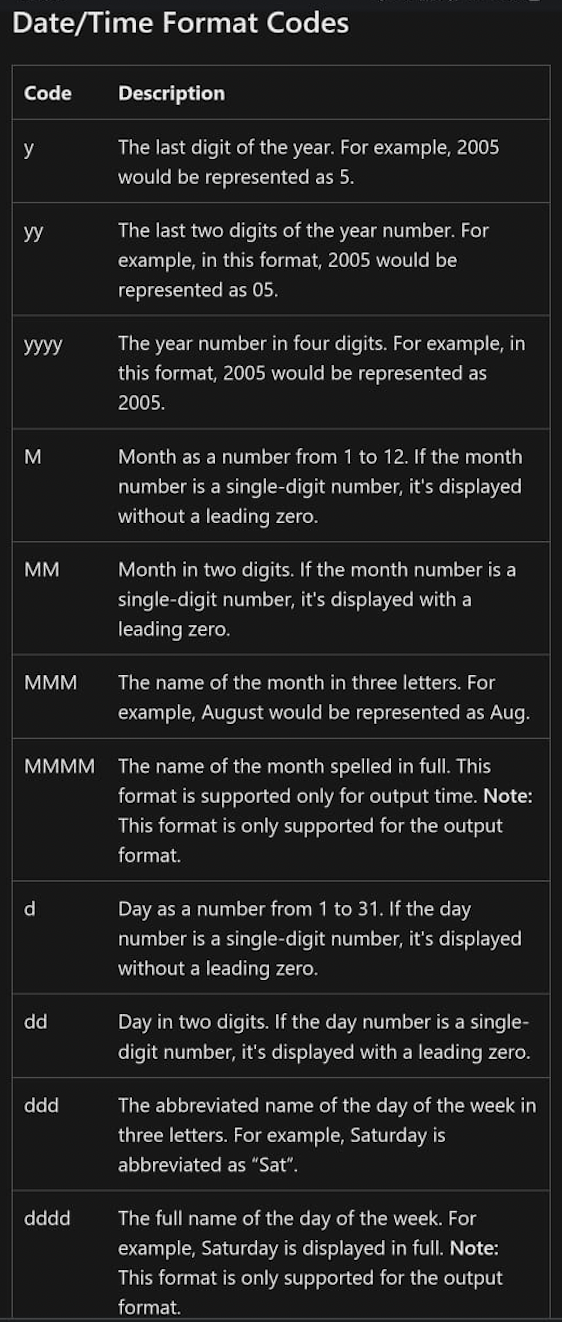 Date/Time Format Codes
Code Description
y The last digit of the year. For example, 2005
would be represented as 5.
yy The last two digits of the year number. For
example, in this format, 2005 would be
represented as 05.
yyyy The year number in four digits. For example, in
this format, 2005 would be represented as
2005.
M Month as a number from 1 to 12. If the month
number is a single-digit number, it's displayed
without a leading zero.
MM Month in two digits. If the month number is a
single-digit number, it's displayed with a
leading zero.
MMM The name of the month in three letters. For
example, August would be represented as Aug.
MMMM The name of the month spelled in full. This
format is supported only for output time. Note:
This format is only supported for the output
format.
d Day as a number from 1 to 31. If the day
number is a single-digit number, it's displayed
without a leading zero.
dd Day in two digits. If the day number is a single-
digit number, it's displayed with a leading zero.
ddd The abbreviated name of the day of the week in
three letters. For example, Saturday is
abbreviated as “Sat”.
dddd The full name of the day of the week. For
example, Saturday is displayed in full. Note:
This format is only supported for the output
format.